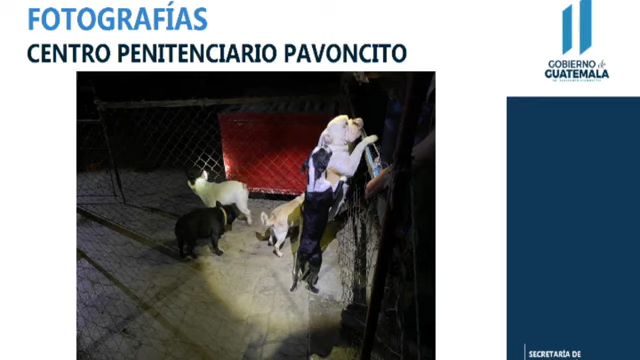 FOTOGRAFÍAS
CENTRO PENITENCIARIO PAVONCITO
GOBIERNO de
GUATEMALA
SECRETARÍA DE